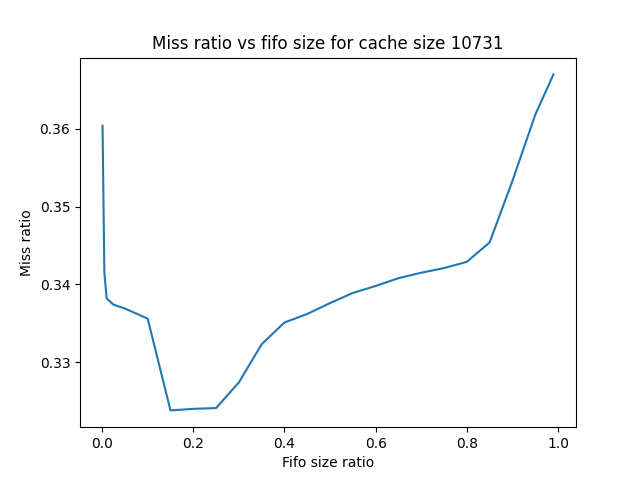 Miss ratio vs fifo size for cache size 10731
0.36
0.35
0.34
0.33
Miss ratio
0.0 0.2 0.4 0.6 0.8 1.0
Fifo size ratio